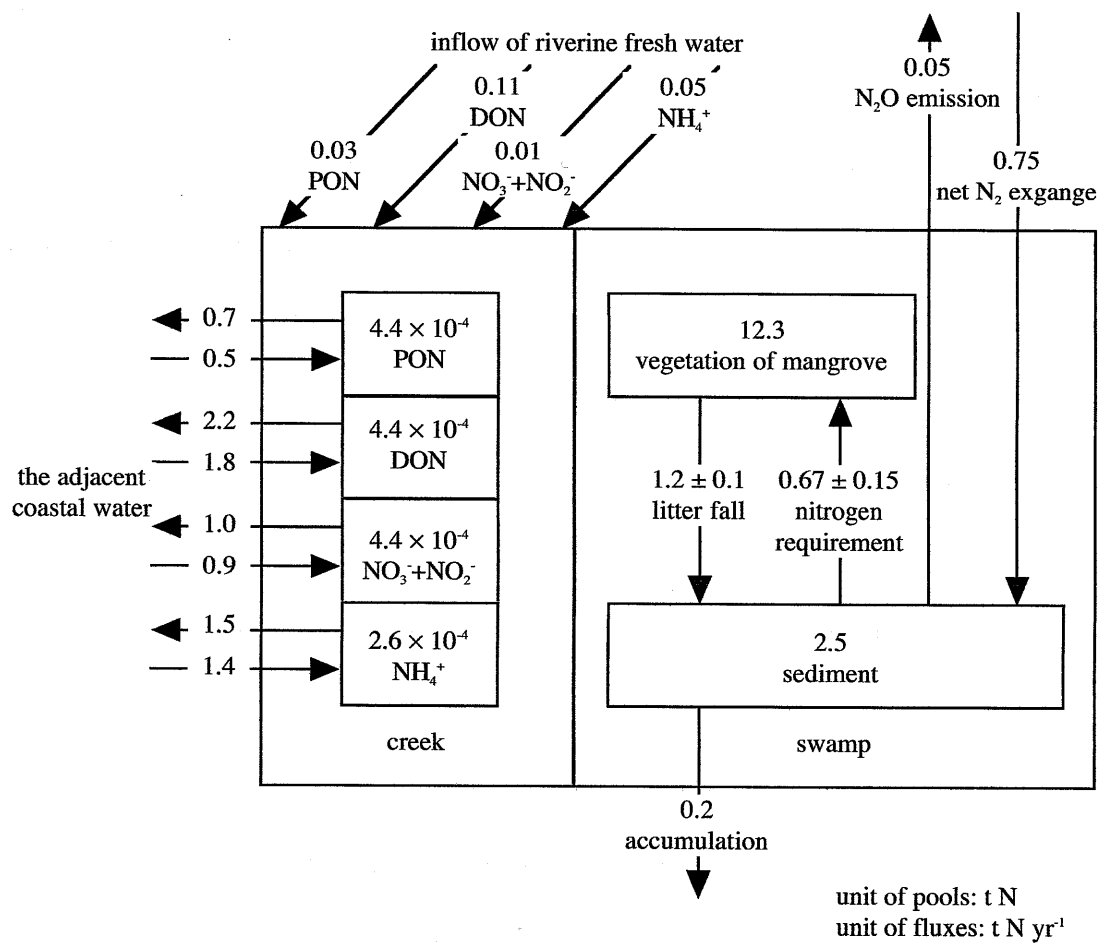 inflow of riverine fresh water
0.03
PON
0.11
DON
0.01
NO₃⁻+NO₂⁻
0.05
NH₄⁺
0.05
N₂O emission
0.75
net N₂ exgange
the adjacent
coastal water
0.7
0.5
2.2
1.8
1.0
0.9
1.5
1.4
4.4 × 10⁻⁴
PON
4.4 × 10⁻⁴
DON
4.4 × 10⁻⁴
NO₃⁻+NO₂⁻
2.6 × 10⁻⁴
NH₄⁺
creek
12.3
vegetation of mangrove
1.2 ± 0.1
litter fall
0.67 ± 0.15
nitrogen
requirement
2.5
sediment
swamp
0.2
accumulation
unit of pools: t N
unit of fluxes: t N yr⁻¹